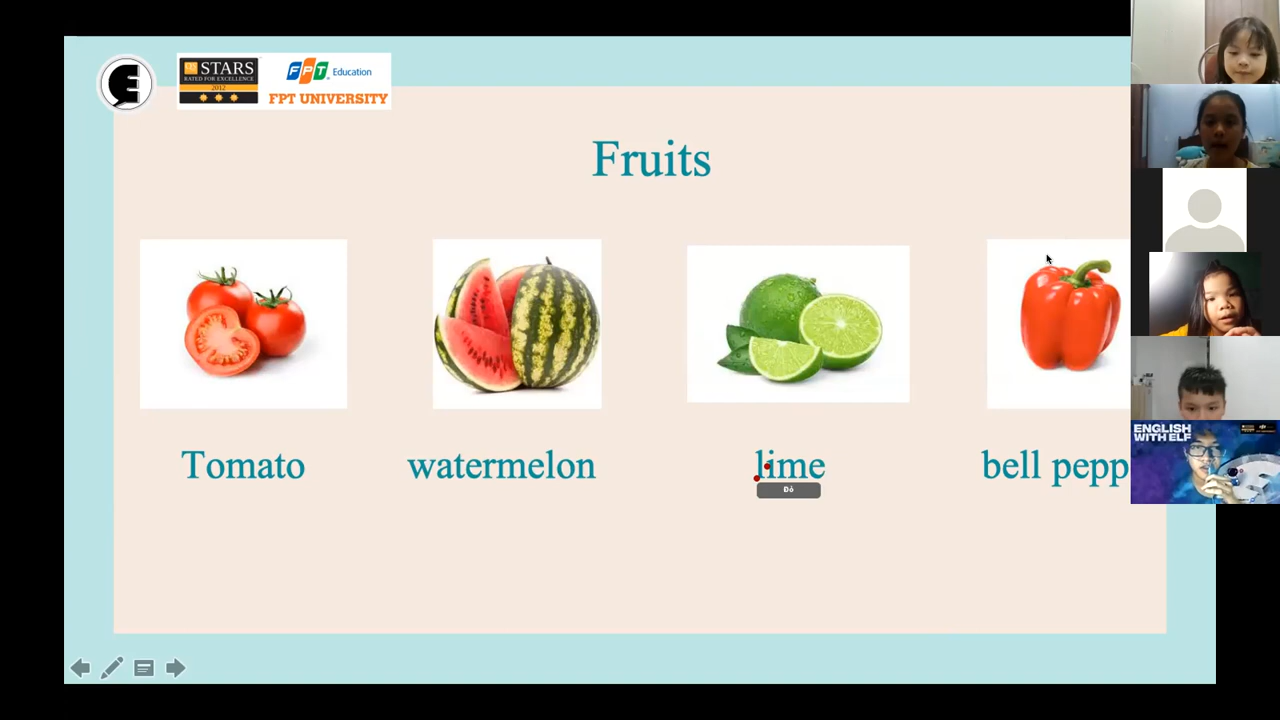 STARS
RATED FOR EXCELLENCE
2012
FPT Education
FPT UNIVERSITY
Fruits
Tomato
watermelon
lime
bell pepp
Đỏ
ENGLISH
WITH ELF